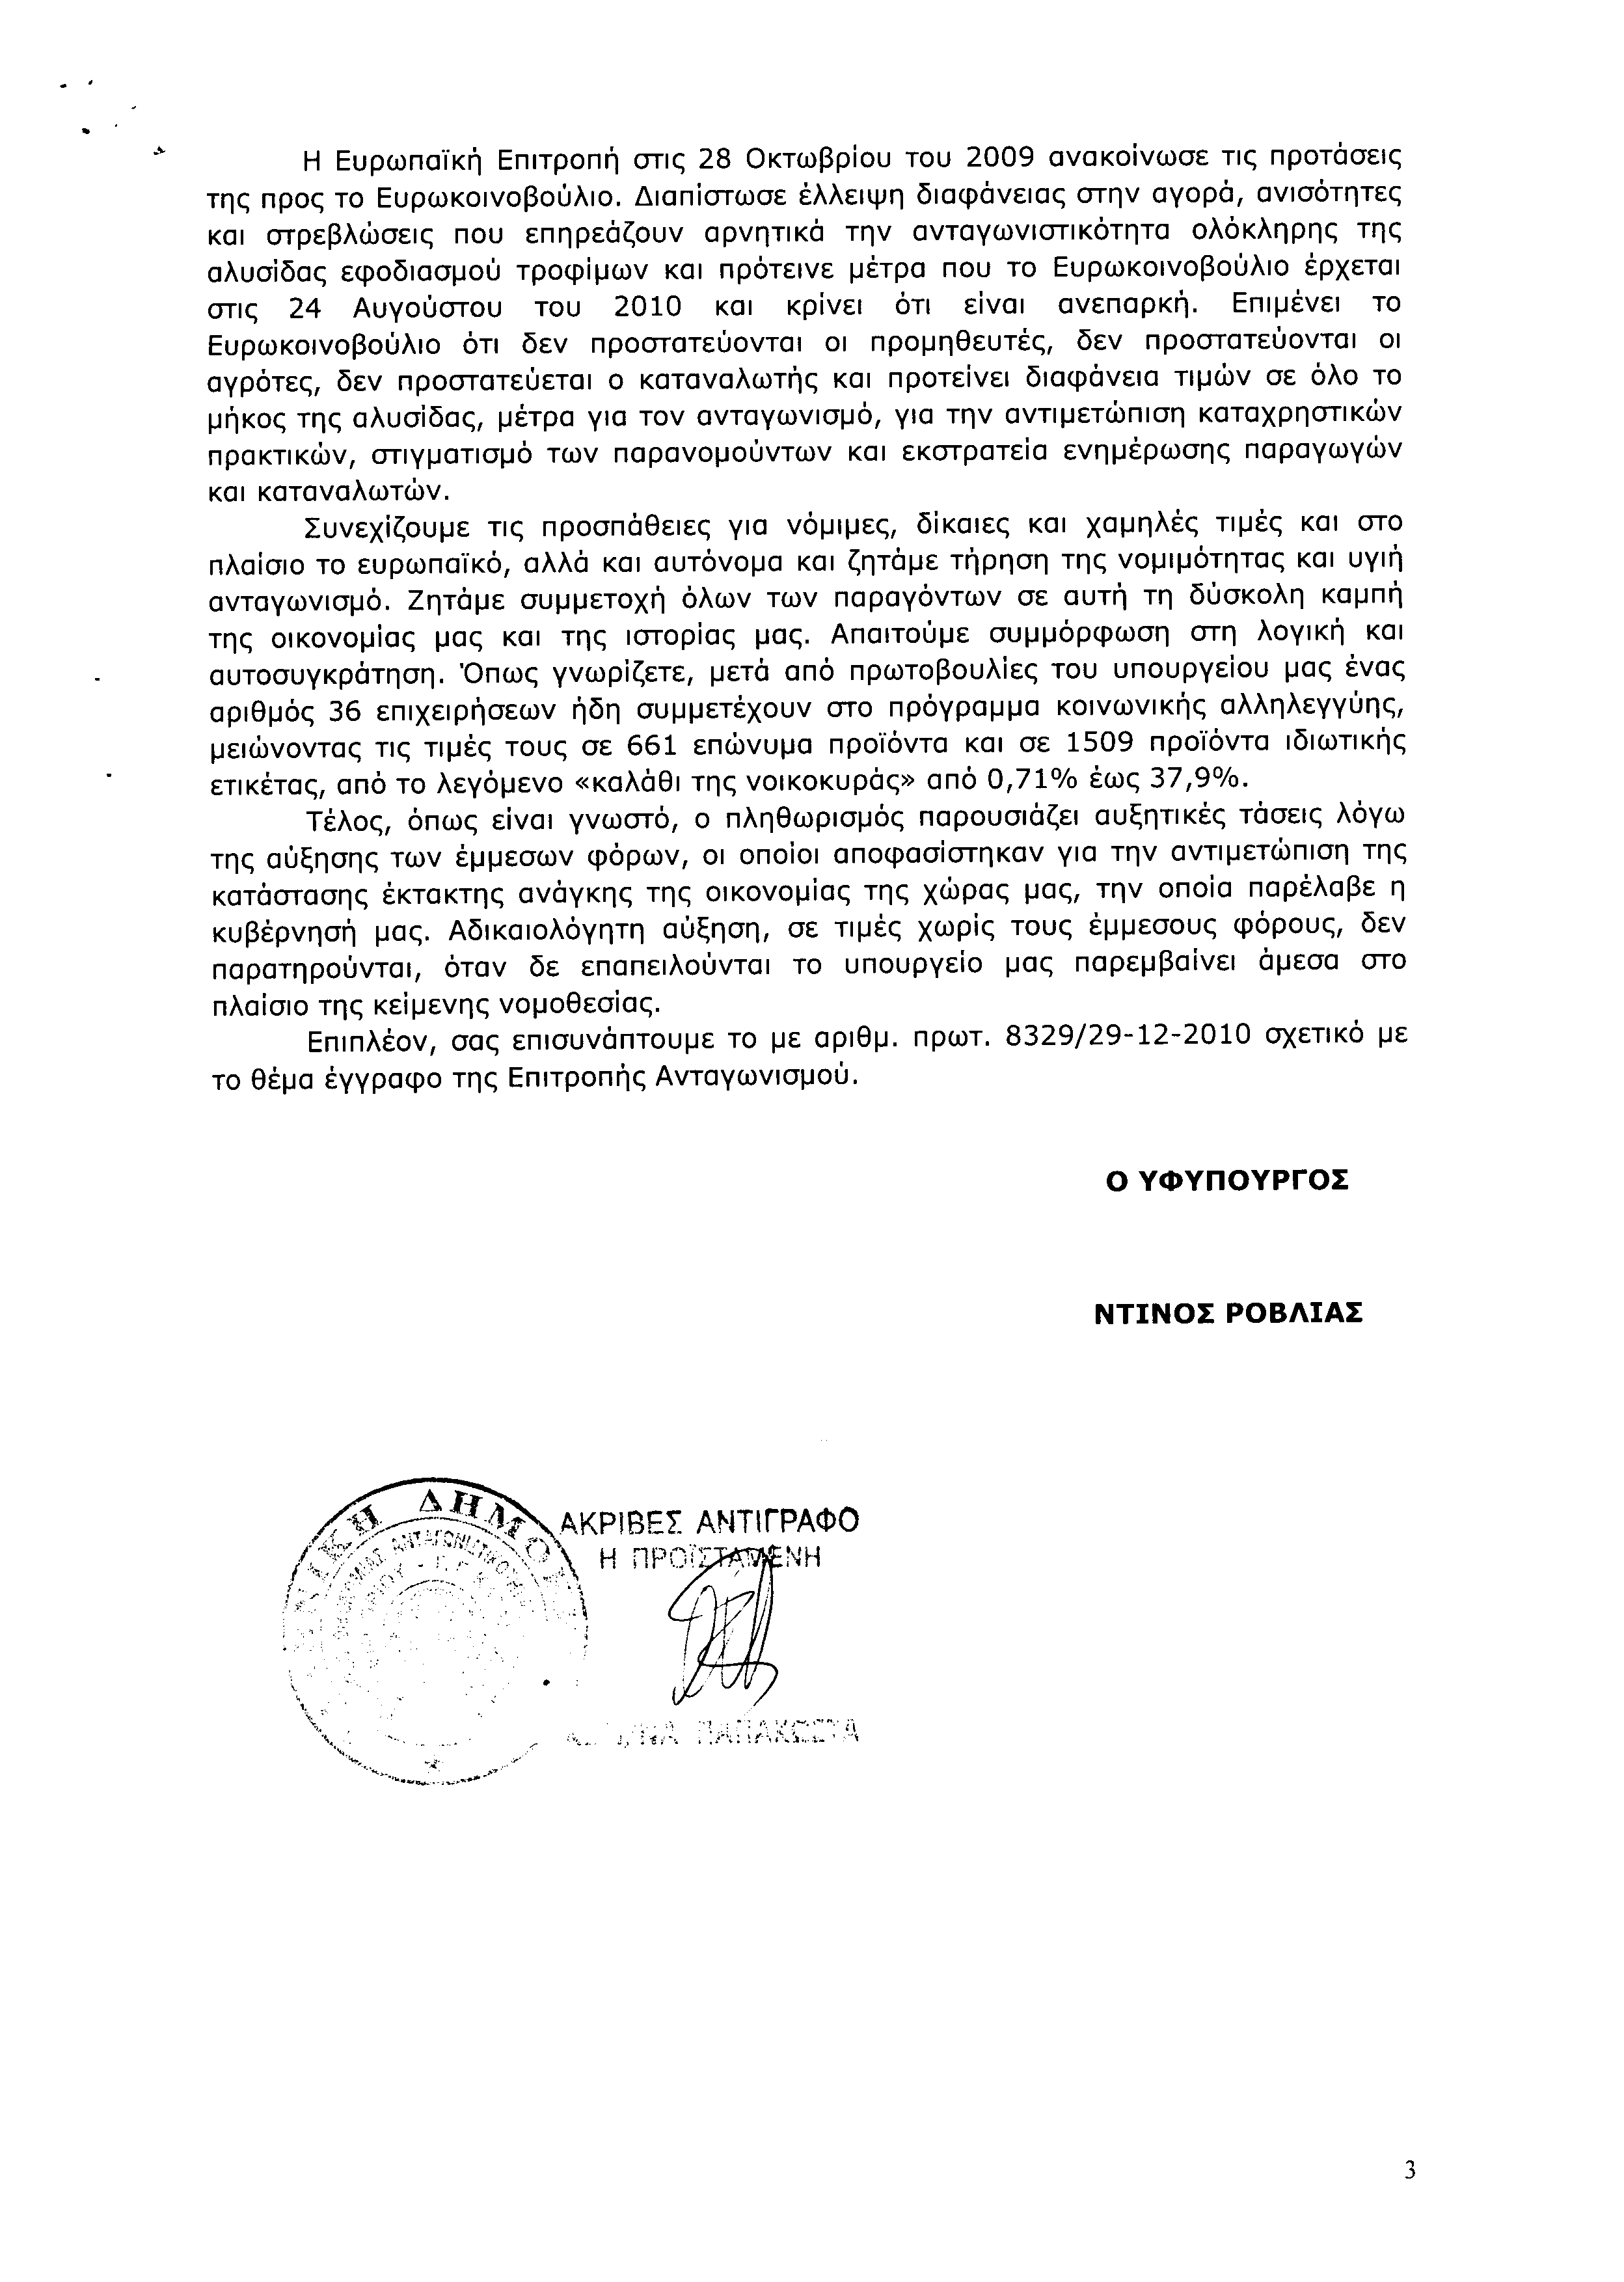 Η Ευρωπαϊκή Επιτροπή στις 28 Οκτωβρίου του 2009 ανακοίνωσε τις προτάσεις
της προς το Ευρωκοινοβούλιο. Διαπίστωσε έλλειψη διαφάνειας στην αγορά, ανισότητες
και στρεβλώσεις που επηρεάζουν αρνητικά την ανταγωνιστικότητα ολόκληρης της
αλυσίδας εφοδιασμού τροφίμων και πρότεινε μέτρα που το Ευρωκοινοβούλιο έρχεται
στις 24 Αυγούστου του 2010 και κρίνει ότι είναι ανεπαρκή. Επιμένει το
Ευρωκοινοβούλιο ότι δεν προστατεύονται οι προμηθευτές, δεν προστατεύονται οι
αγρότες, δεν προστατεύεται ο καταναλωτής και προτείνει διαφάνεια τιμών σε όλο το
μήκος της αλυσίδας, μέτρα για τον ανταγωνισμό, για την αντιμετώπιση καταχρηστικών
πρακτικών, στιγματισμό των παρανομούντων και εκστρατεία ενημέρωσης παραγωγών
και καταναλωτών.
Συνεχίζουμε τις προσπάθειες για νόμιμες, δίκαιες και χαμηλές τιμές και στο
πλαίσιο το ευρωπαϊκό, αλλά και αυτόνομα και ζητάμε τήρηση της νομιμότητας και υγιή
ανταγωνισμό. Ζητάμε συμμετοχή όλων των παραγόντων σε αυτή τη δύσκολη καμπή
της οικονομίας μας και της ιστορίας μας. Απαιτούμε συμμόρφωση στη λογική και
αυτοσυγκράτηση. Όπως γνωρίζετε, μετά από πρωτοβουλίες του υπουργείου μας ένας
αριθμός 36 επιχειρήσεων ήδη συμμετέχουν στο πρόγραμμα κοινωνικής αλληλεγγύης,
μειώνοντας τις τιμές τους σε 661 επώνυμα προϊόντα και σε 1509 προϊόντα ιδιωτικής
ετικέτας, από το λεγόμενο «καλάθι της νοικοκυράς» από 0,71% έως 37,9%.
Τέλος, όπως είναι γνωστό, ο πληθωρισμός παρουσιάζει αυξητικές τάσεις λόγω
της αύξησης των έμμεσων φόρων, οι οποίοι αποφασίστηκαν για την αντιμετώπιση της
κατάστασης έκτακτης ανάγκης της οικονομίας της χώρας μας, την οποία παρέλαβε η
κυβέρνησή μας. Αδικαιολόγητη αύξηση, σε τιμές χωρίς τους έμμεσους φόρους, δεν
παρατηρούνται, όταν δε επαπειλούνται το υπουργείο μας παρεμβαίνει άμεσα στο
πλαίσιο της κείμενης νομοθεσίας.
Επιπλέον, σας επισυνάπτουμε το με αριθμ. πρωτ. 8329/29-12-2010 σχετικό με
το θέμα έγγραφο της Επιτροπής Ανταγωνισμού.
Ο ΥΦΥΠΟΥΡΓΟΣ
ΝΤΙΝΟΣ ΡΟΒΛΙΑΣ
ΑΚΡΙΒΕΣ ΑΝΤΙΓΡΑΦΟ
Η ΠΡΟΪΣΤΑΜΕΝΗ
ΠΑΠΑΚΩΣΤΑ
3